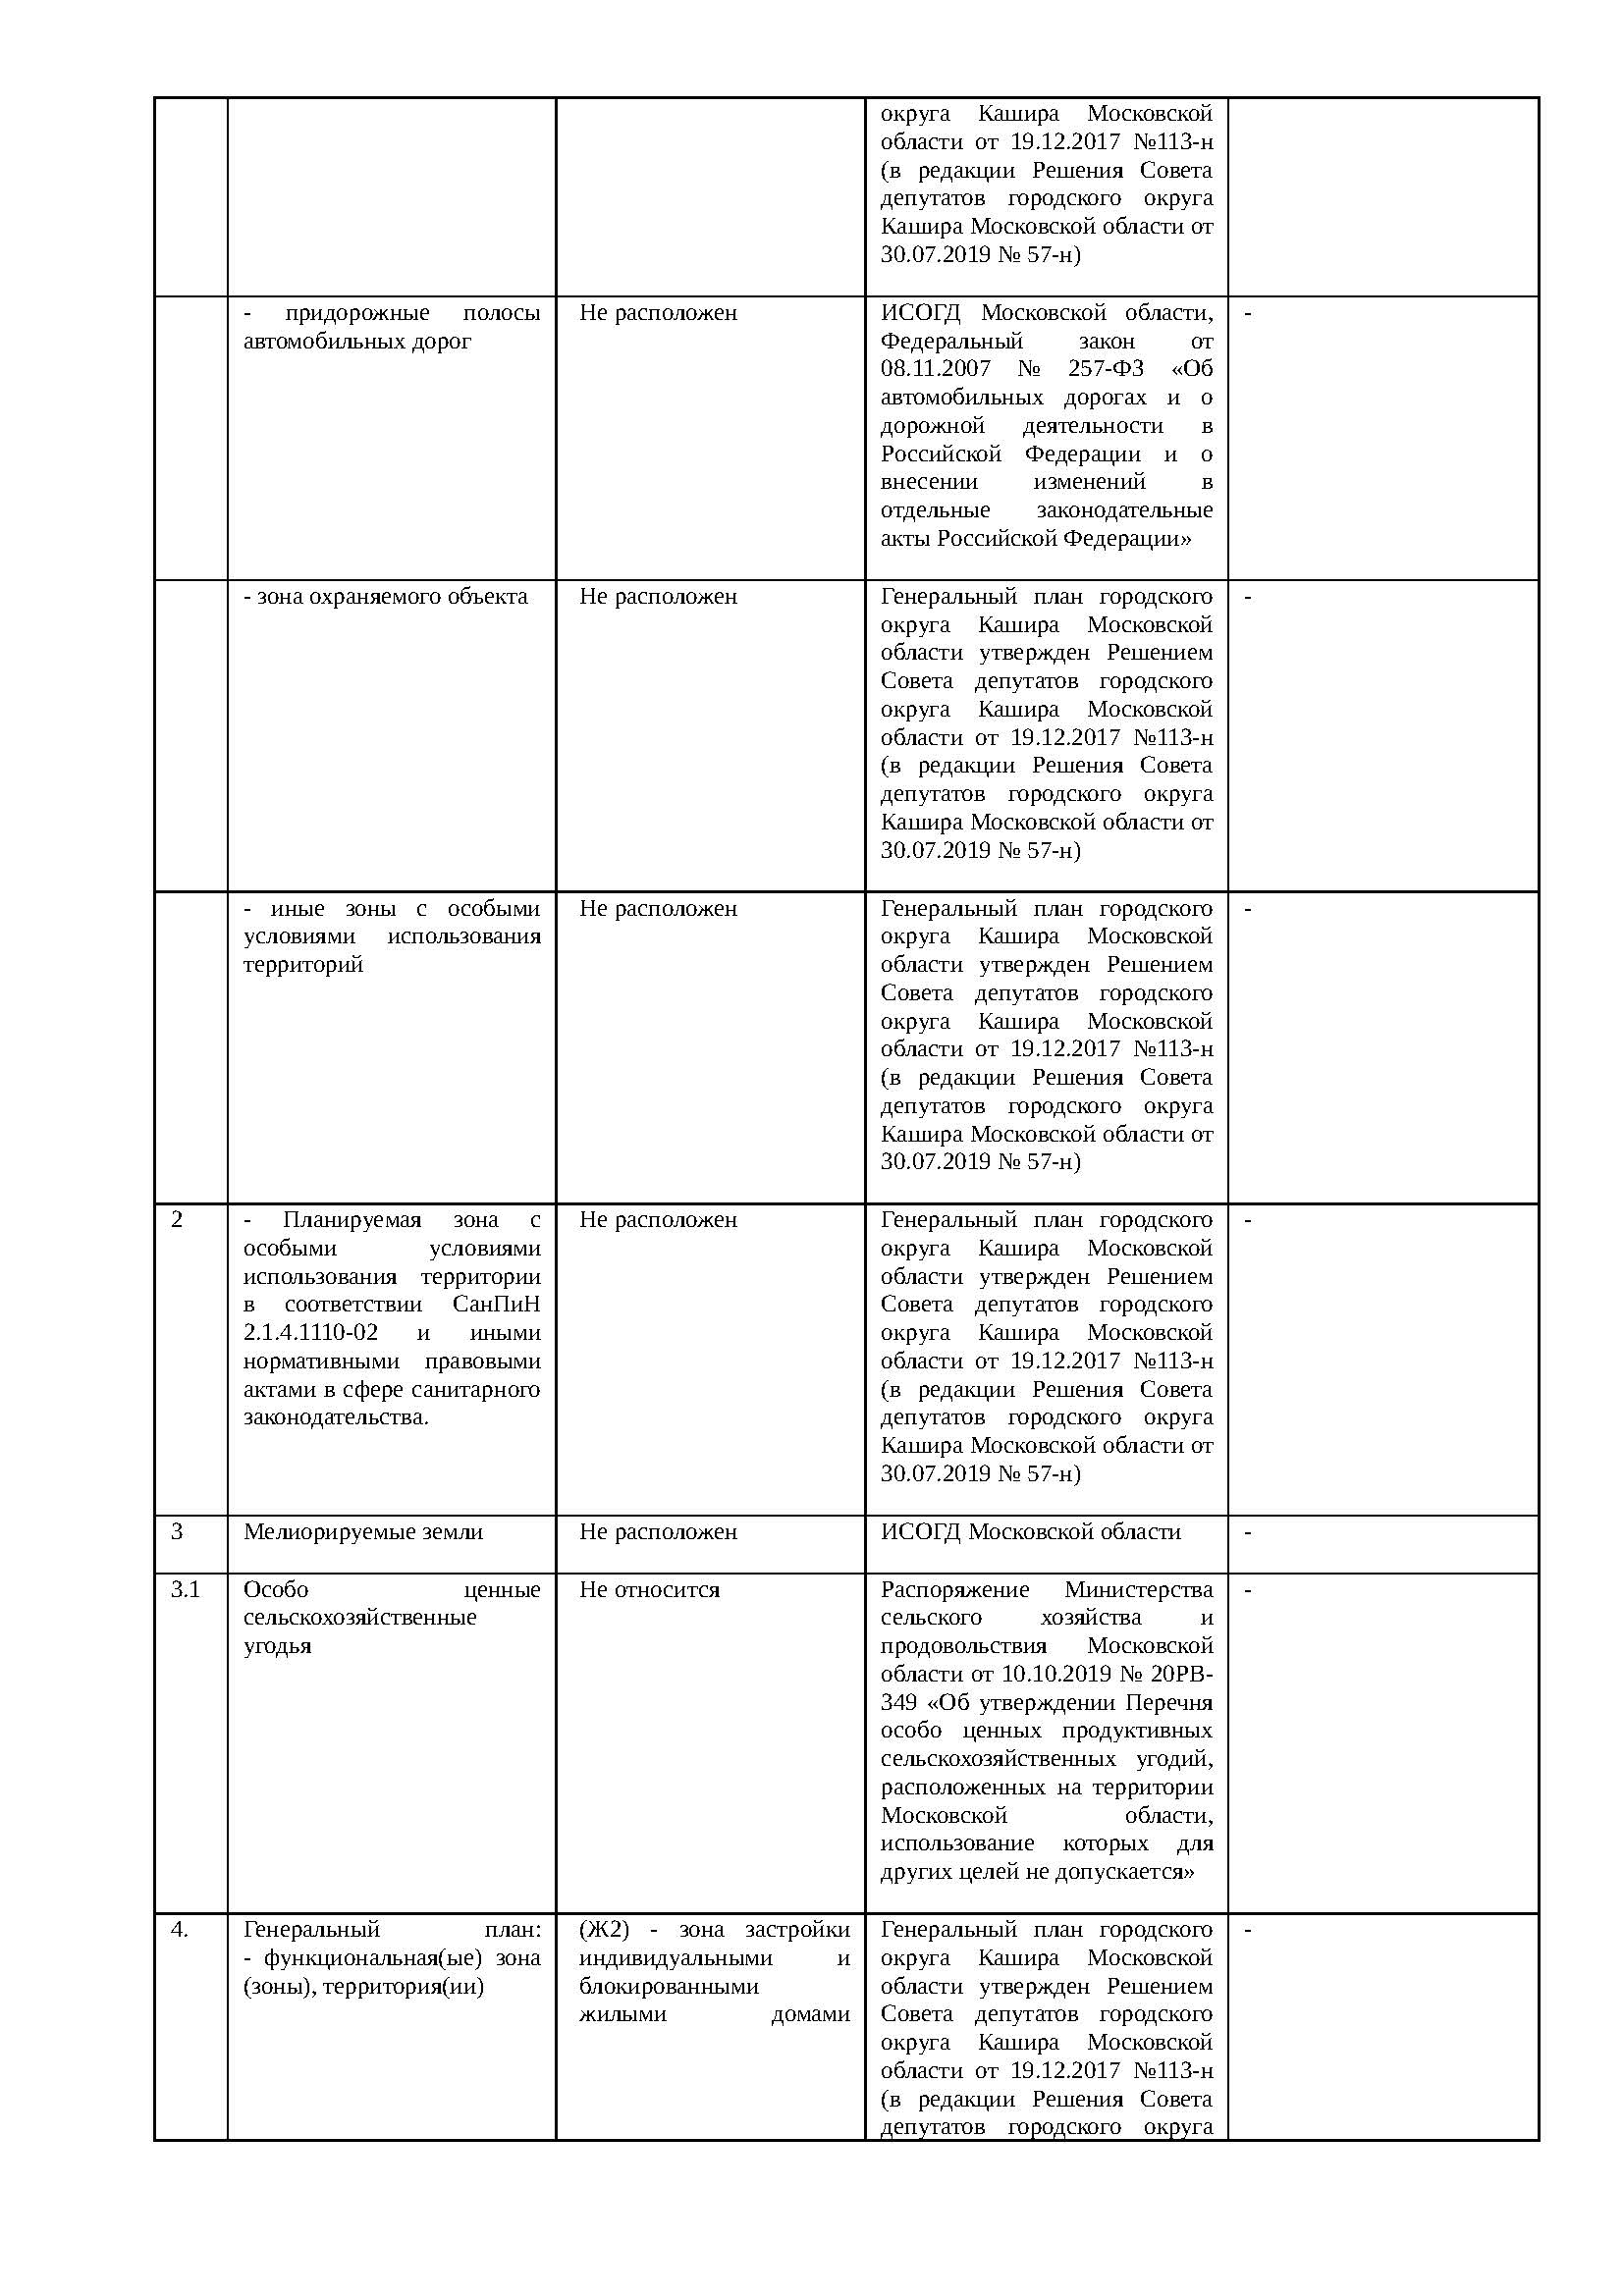 округа Кашира Московской
области от 19.12.2017 №113-н
(в редакции Решения Совета
депутатов городского округа
Кашира Московской области от
30.07.2019 № 57-н)
- придорожные полосы
автомобильных дорог
Не расположен
ИСОГД Московской области,
Федеральный закон от
08.11.2007 № 257-ФЗ «Об
автомобильных дорогах и о
дорожной деятельности в
Российской Федерации и о
внесении изменений в
отдельные законодательные
акты Российской Федерации»
-
- зона охраняемого объекта
Не расположен
Генеральный план городского
округа Кашира Московской
области утвержден Решением
Совета депутатов городского
округа Кашира Московской
области от 19.12.2017 №113-н
(в редакции Решения Совета
депутатов городского округа
Кашира Московской области от
30.07.2019 № 57-н)
-
- иные зоны с особыми
условиями использования
территорий
Не расположен
Генеральный план городского
округа Кашира Московской
области утвержден Решением
Совета депутатов городского
округа Кашира Московской
области от 19.12.2017 №113-н
(в редакции Решения Совета
депутатов городского округа
Кашира Московской области от
30.07.2019 № 57-н)
-
2
- Планируемая зона с
особыми условиями
использования территории
в соответствии СанПиН
2.1.4.1110-02 и иными
нормативными правовыми
актами в сфере санитарного
законодательства.
Не расположен
Генеральный план городского
округа Кашира Московской
области утвержден Решением
Совета депутатов городского
округа Кашира Московской
области от 19.12.2017 №113-н
(в редакции Решения Совета
депутатов городского округа
Кашира Московской области от
30.07.2019 № 57-н)
-
3
Мелиорируемые земли
Не расположен
ИСОГД Московской области
-
3.1
Особо ценные
сельскохозяйственные
угодья
Не относится
Распоряжение Министерства
сельского хозяйства и
продовольствия Московской
области от 10.10.2019 № 20РВ-
349 «Об утверждении Перечня
особо ценных продуктивных
сельскохозяйственных угодий,
расположенных на территории
Московской области,
использование которых для
других целей не допускается»
-
4.
Генеральный план:
- функциональная(ые) зона
(зоны), территория(ии)
(Ж2) - зона застройки
индивидуальными и
блокированными
жилыми домами
Генеральный план городского
округа Кашира Московской
области утвержден Решением
Совета депутатов городского
округа Кашира Московской
области от 19.12.2017 №113-н
(в редакции Решения Совета
депутатов городского округа
-